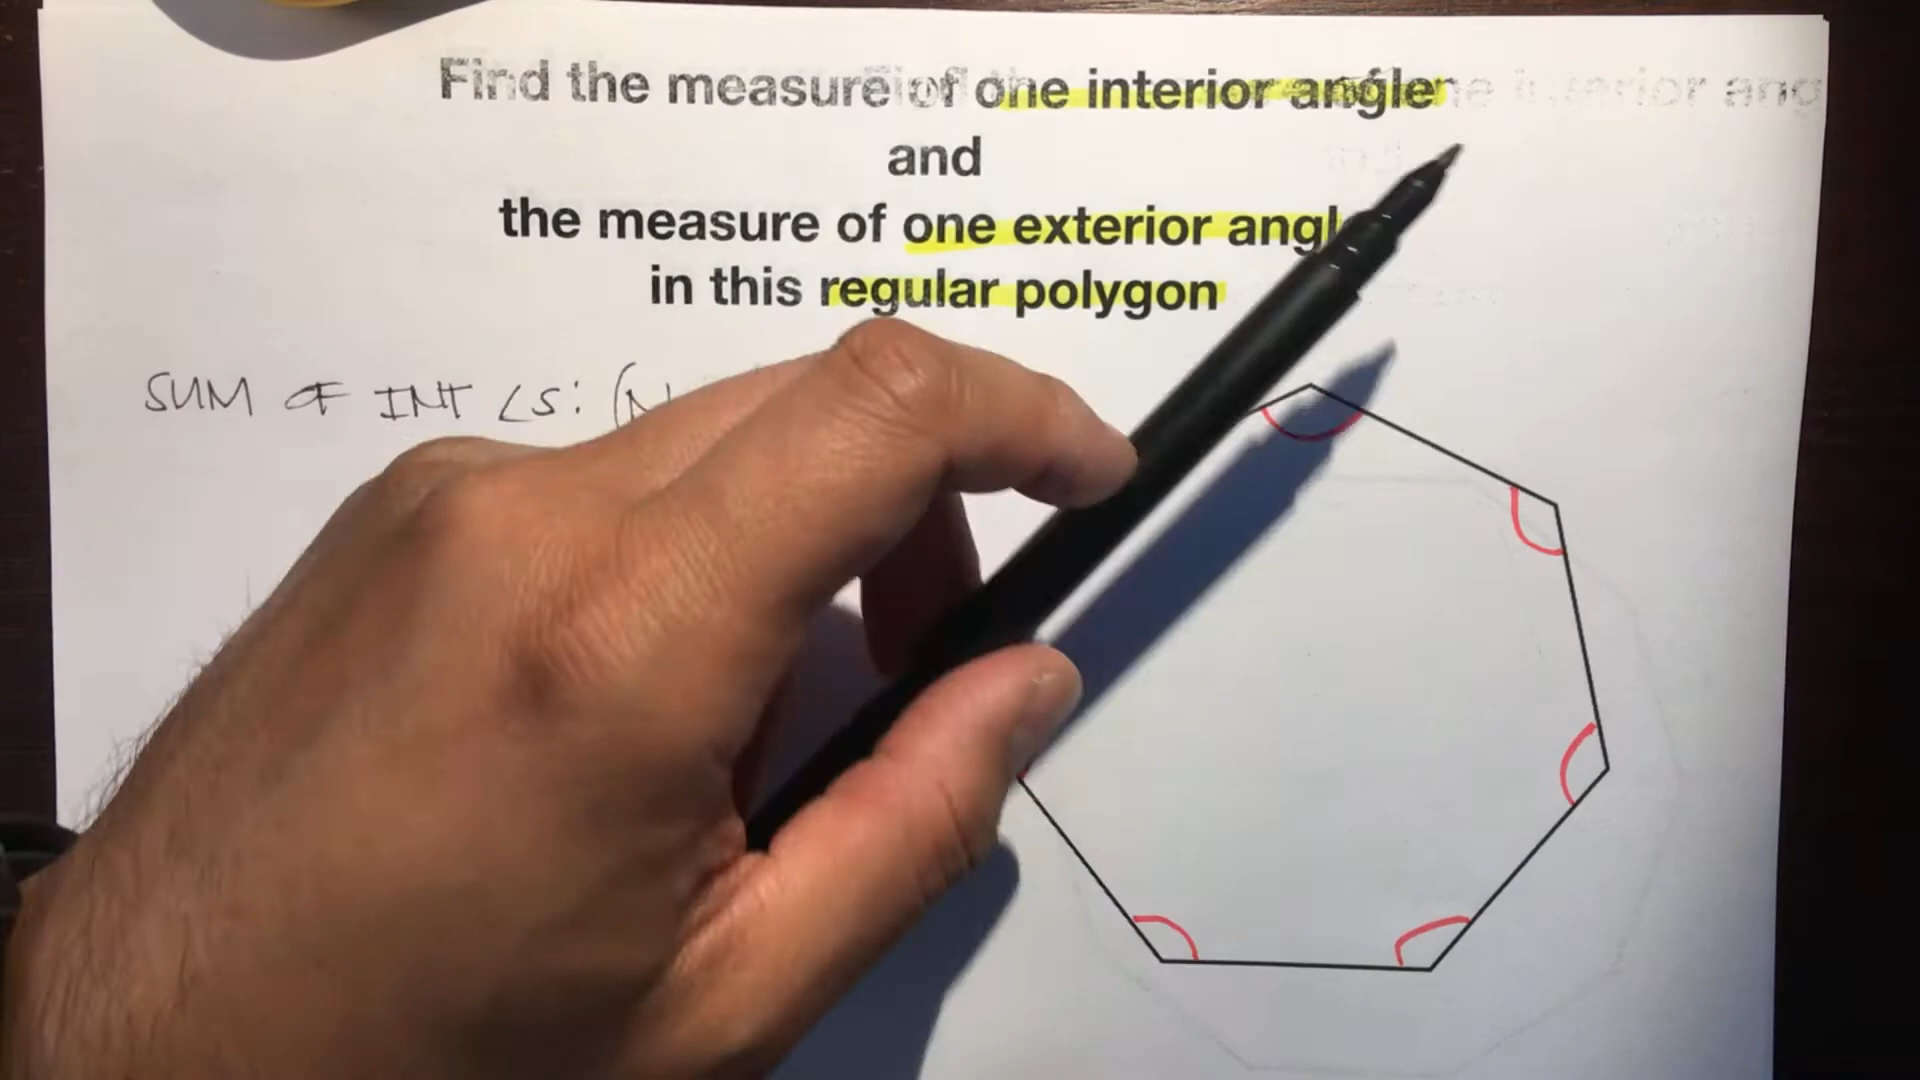 Find the measure of one interior angle
and
the measure of one exterior
in this regular polygon
SUM OF INT ∠S: (N